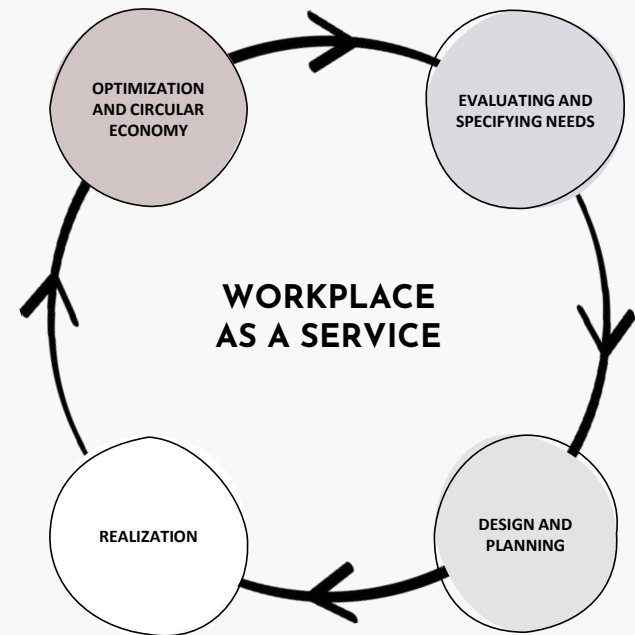 OPTIMIZATION
AND CIRCULAR
ECONOMY
EVALUATING AND
SPECIFYING NEEDS
WORKPLACE
AS A SERVICE
REALIZATION
DESIGN AND
PLANNING